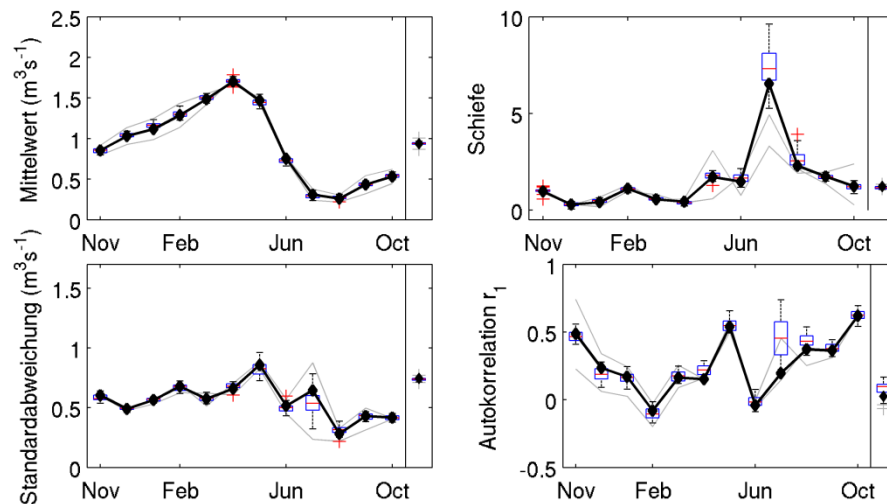 2.5
2
1.5
1
0.5
0
Mittelwert (m³s⁻¹)
Nov Feb Jun Oct
10
5
0
Schiefe
Nov Feb Jun Oct
1.5
1
0.5
0
Standardabweichung (m³s⁻¹)
Nov Feb Jun Oct
1
0.5
0
-0.5
Autokorrelation r₁
Nov Feb Jun Oct